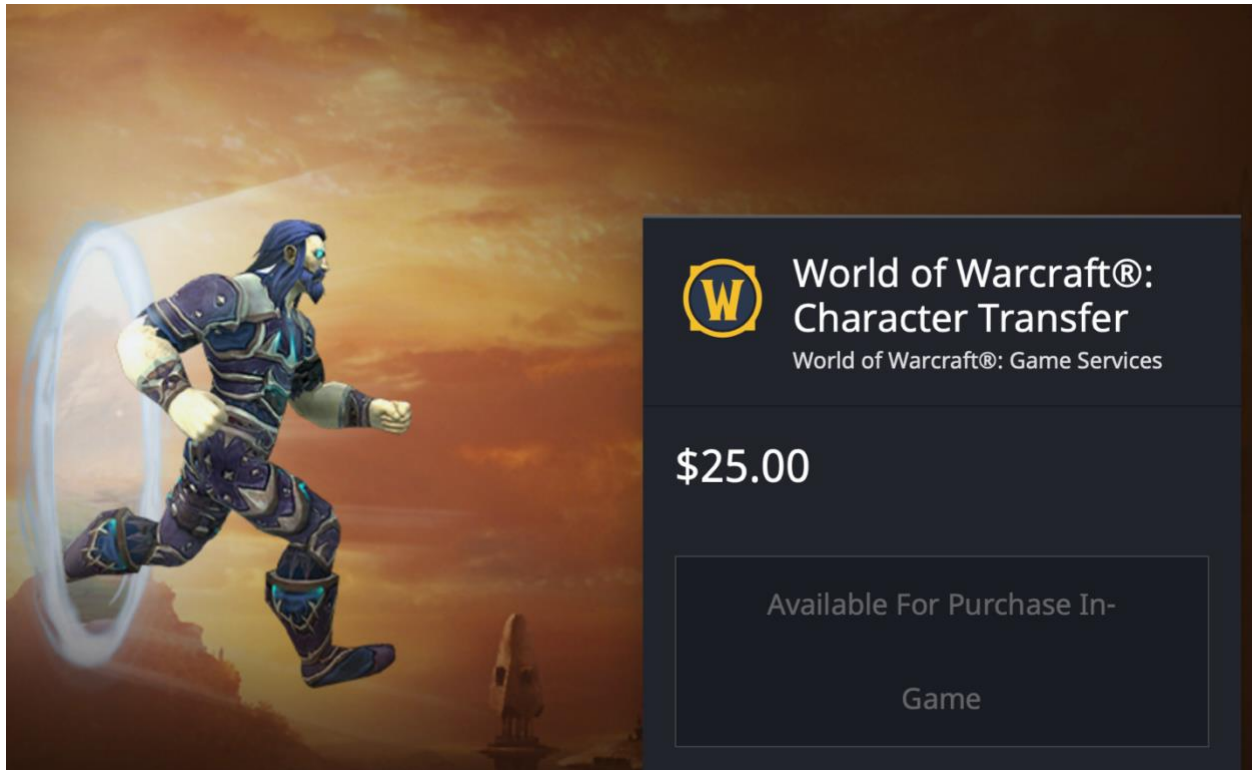 W
World of Warcraft®:
Character Transfer
World of Warcraft®: Game Services
$25.00
Available For Purchase In-
Game